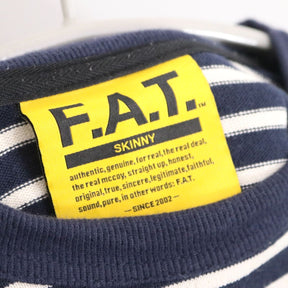 F.A.T.™
SKINNY
authentic, genuine, for real, the real deal,
the real mccoy, straight up, honest,
original, true, sincere, legitimate, faithful,
sound, pure, in other words: F.A.T.
— SINCE 2002 —